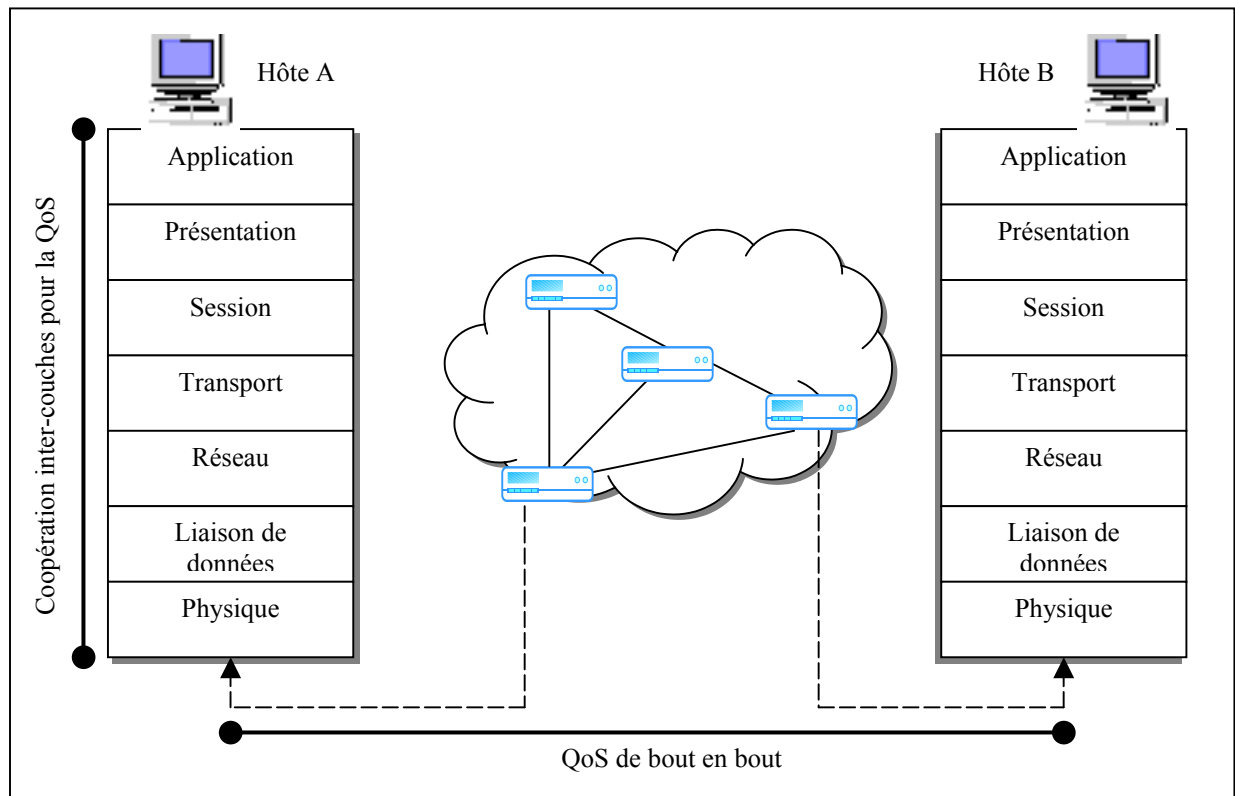 Hôte A
Hôte B
Coopération inter-couches pour la QoS
Application
Présentation
Session
Transport
Réseau
Liaison de
données
Physique
Application
Présentation
Session
Transport
Réseau
Liaison de
données
Physique
QoS de bout en bout